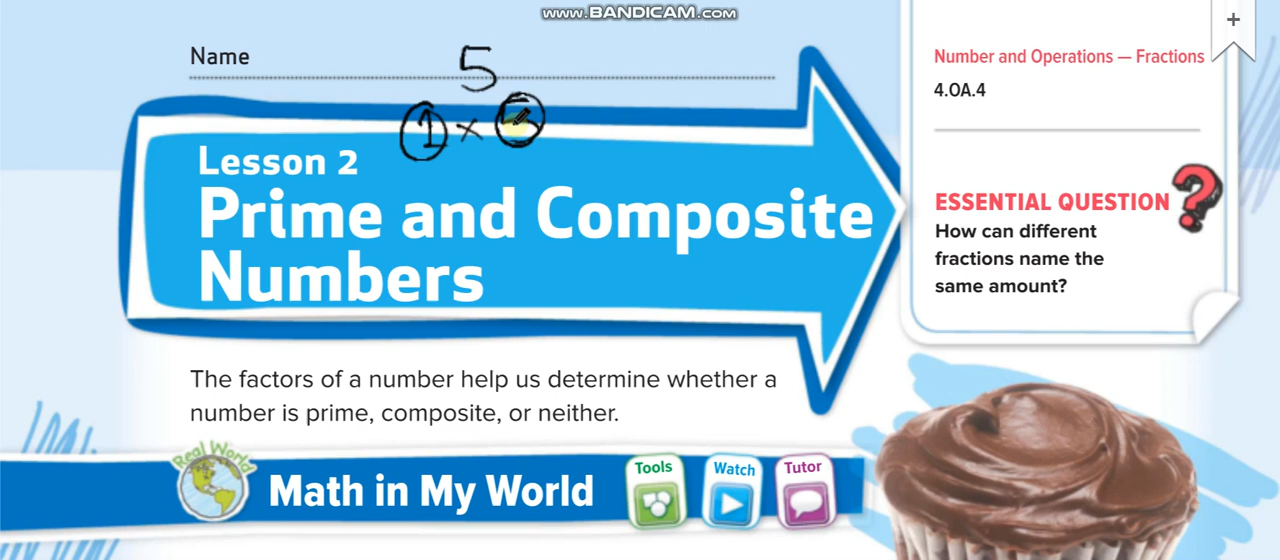 www.BANDICAM.com
Name
5
1 × 5
Lesson 2
Prime and Composite
Numbers
The factors of a number help us determine whether a
number is prime, composite, or neither.
Real World
Math in My World
Tools
Watch
Tutor
+
Number and Operations — Fractions
4.OA.4
ESSENTIAL QUESTION
?
How can different
fractions name the
same amount?